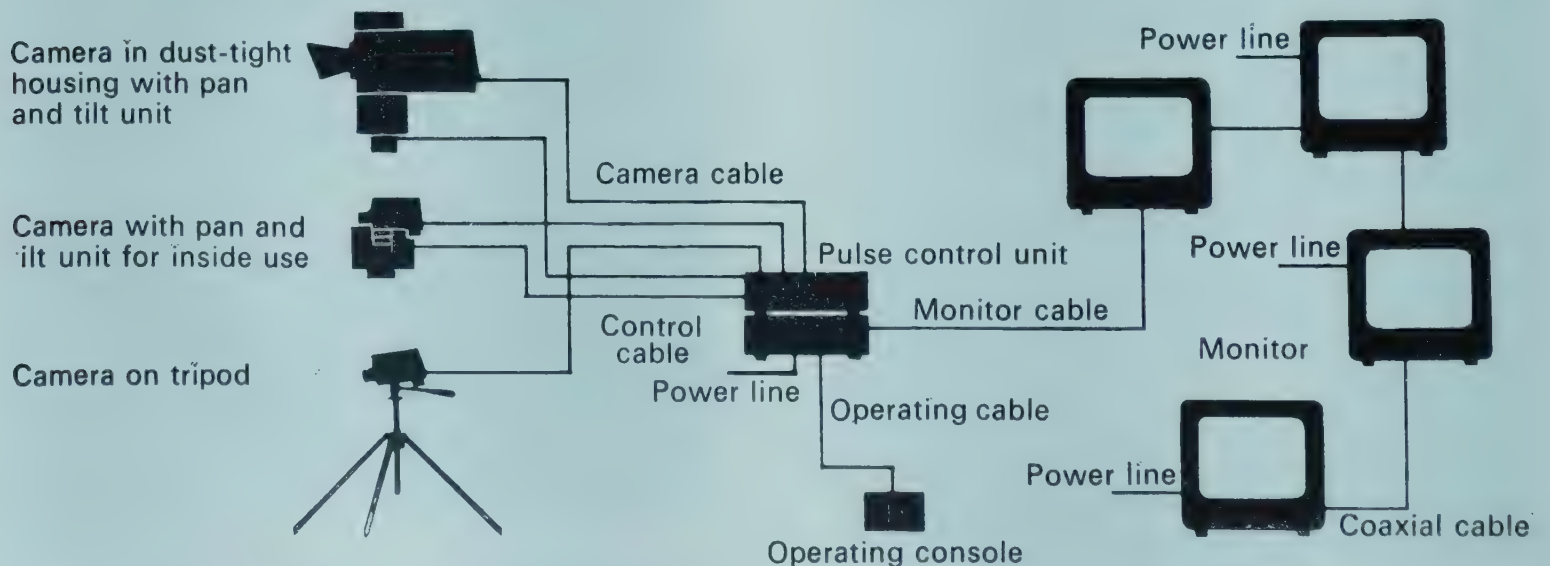 Camera in dust-tight
housing with pan
and tilt unit
Camera with pan and
ilt unit for inside use
Camera on tripod
Camera cable
Pulse control unit
Control
cable
Power line
Monitor cable
Operating cable
Operating console
Power line
Power line
Monitor
Power line
Coaxial cable